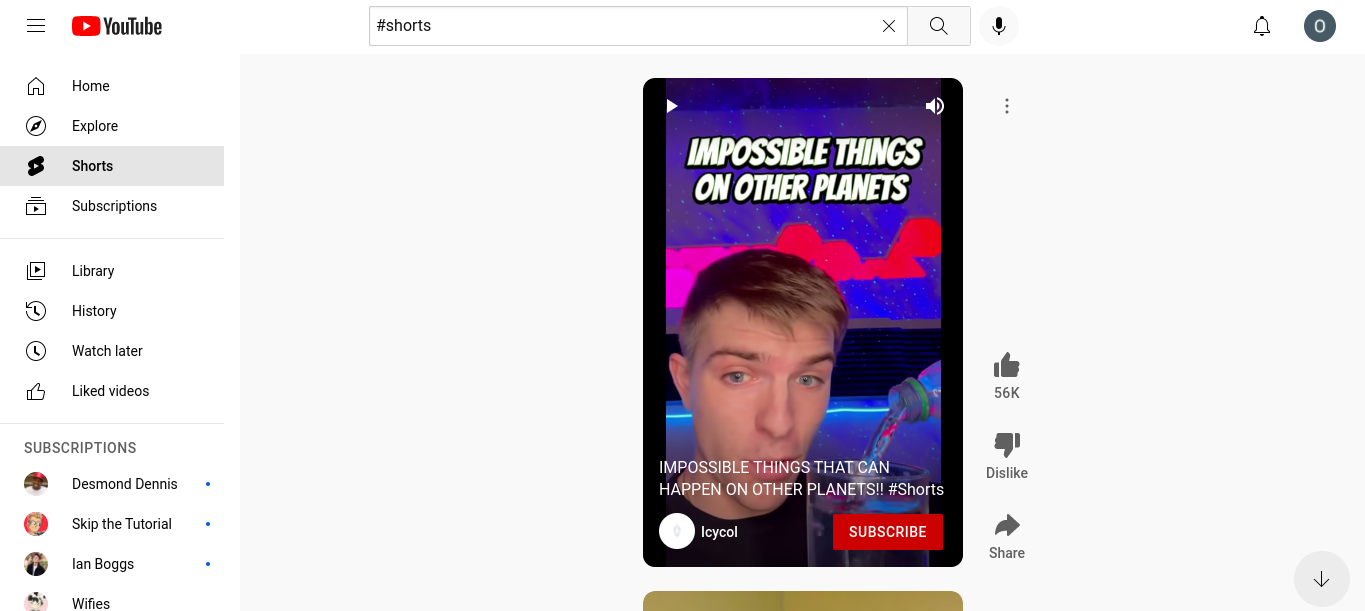 YouTube
#shorts
O
Home
Explore
Shorts
Subscriptions
Library
History
Watch later
Liked videos
SUBSCRIPTIONS
Desmond Dennis
Skip the Tutorial
Ian Boggs
Wifies
IMPOSSIBLE THINGS
ON OTHER PLANETS
IMPOSSIBLE THINGS THAT CAN
HAPPEN ON OTHER PLANETS!! #Shorts
Icycol
SUBSCRIBE
56K
Dislike
Share